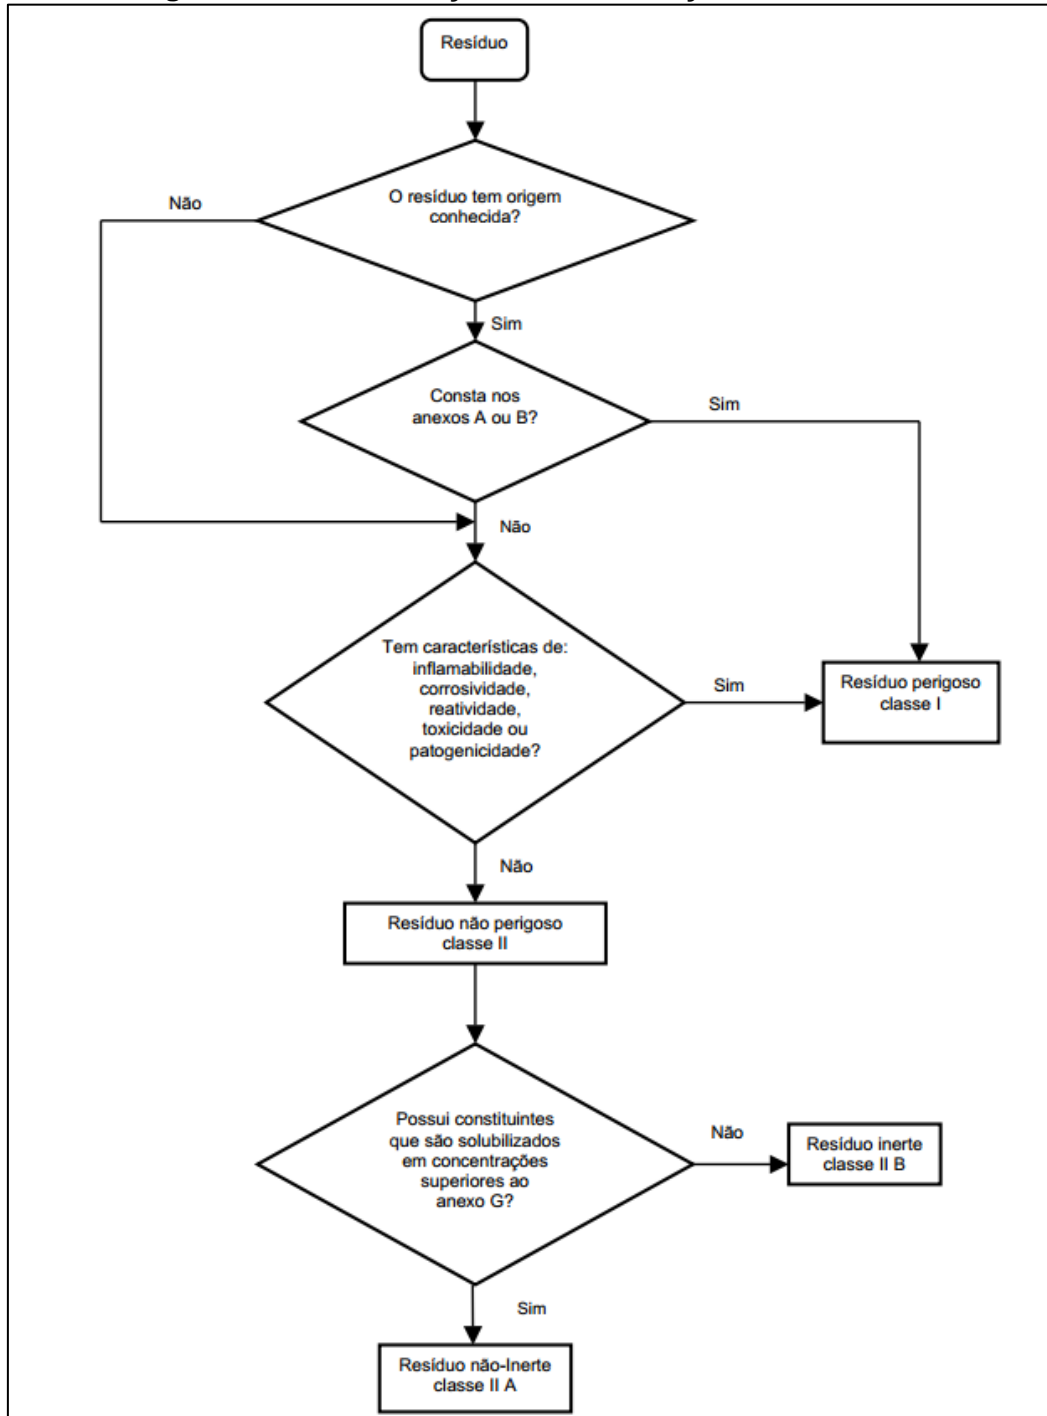 Resíduo
O resíduo tem origem
conhecida?
Não
Sim
Consta nos
anexos A ou B?
Sim
Não
Tem características de:
inflamabilidade,
corrosividade,
reatividade,
toxicidade ou
patogenicidade?
Sim
Resíduo perigoso
classe I
Não
Resíduo não perigoso
classe II
Possui constituintes
que são solubilizados
em concentrações
superiores ao
anexo G?
Não
Resíduo inerte
classe II B
Sim
Resíduo não-Inerte
classe II A